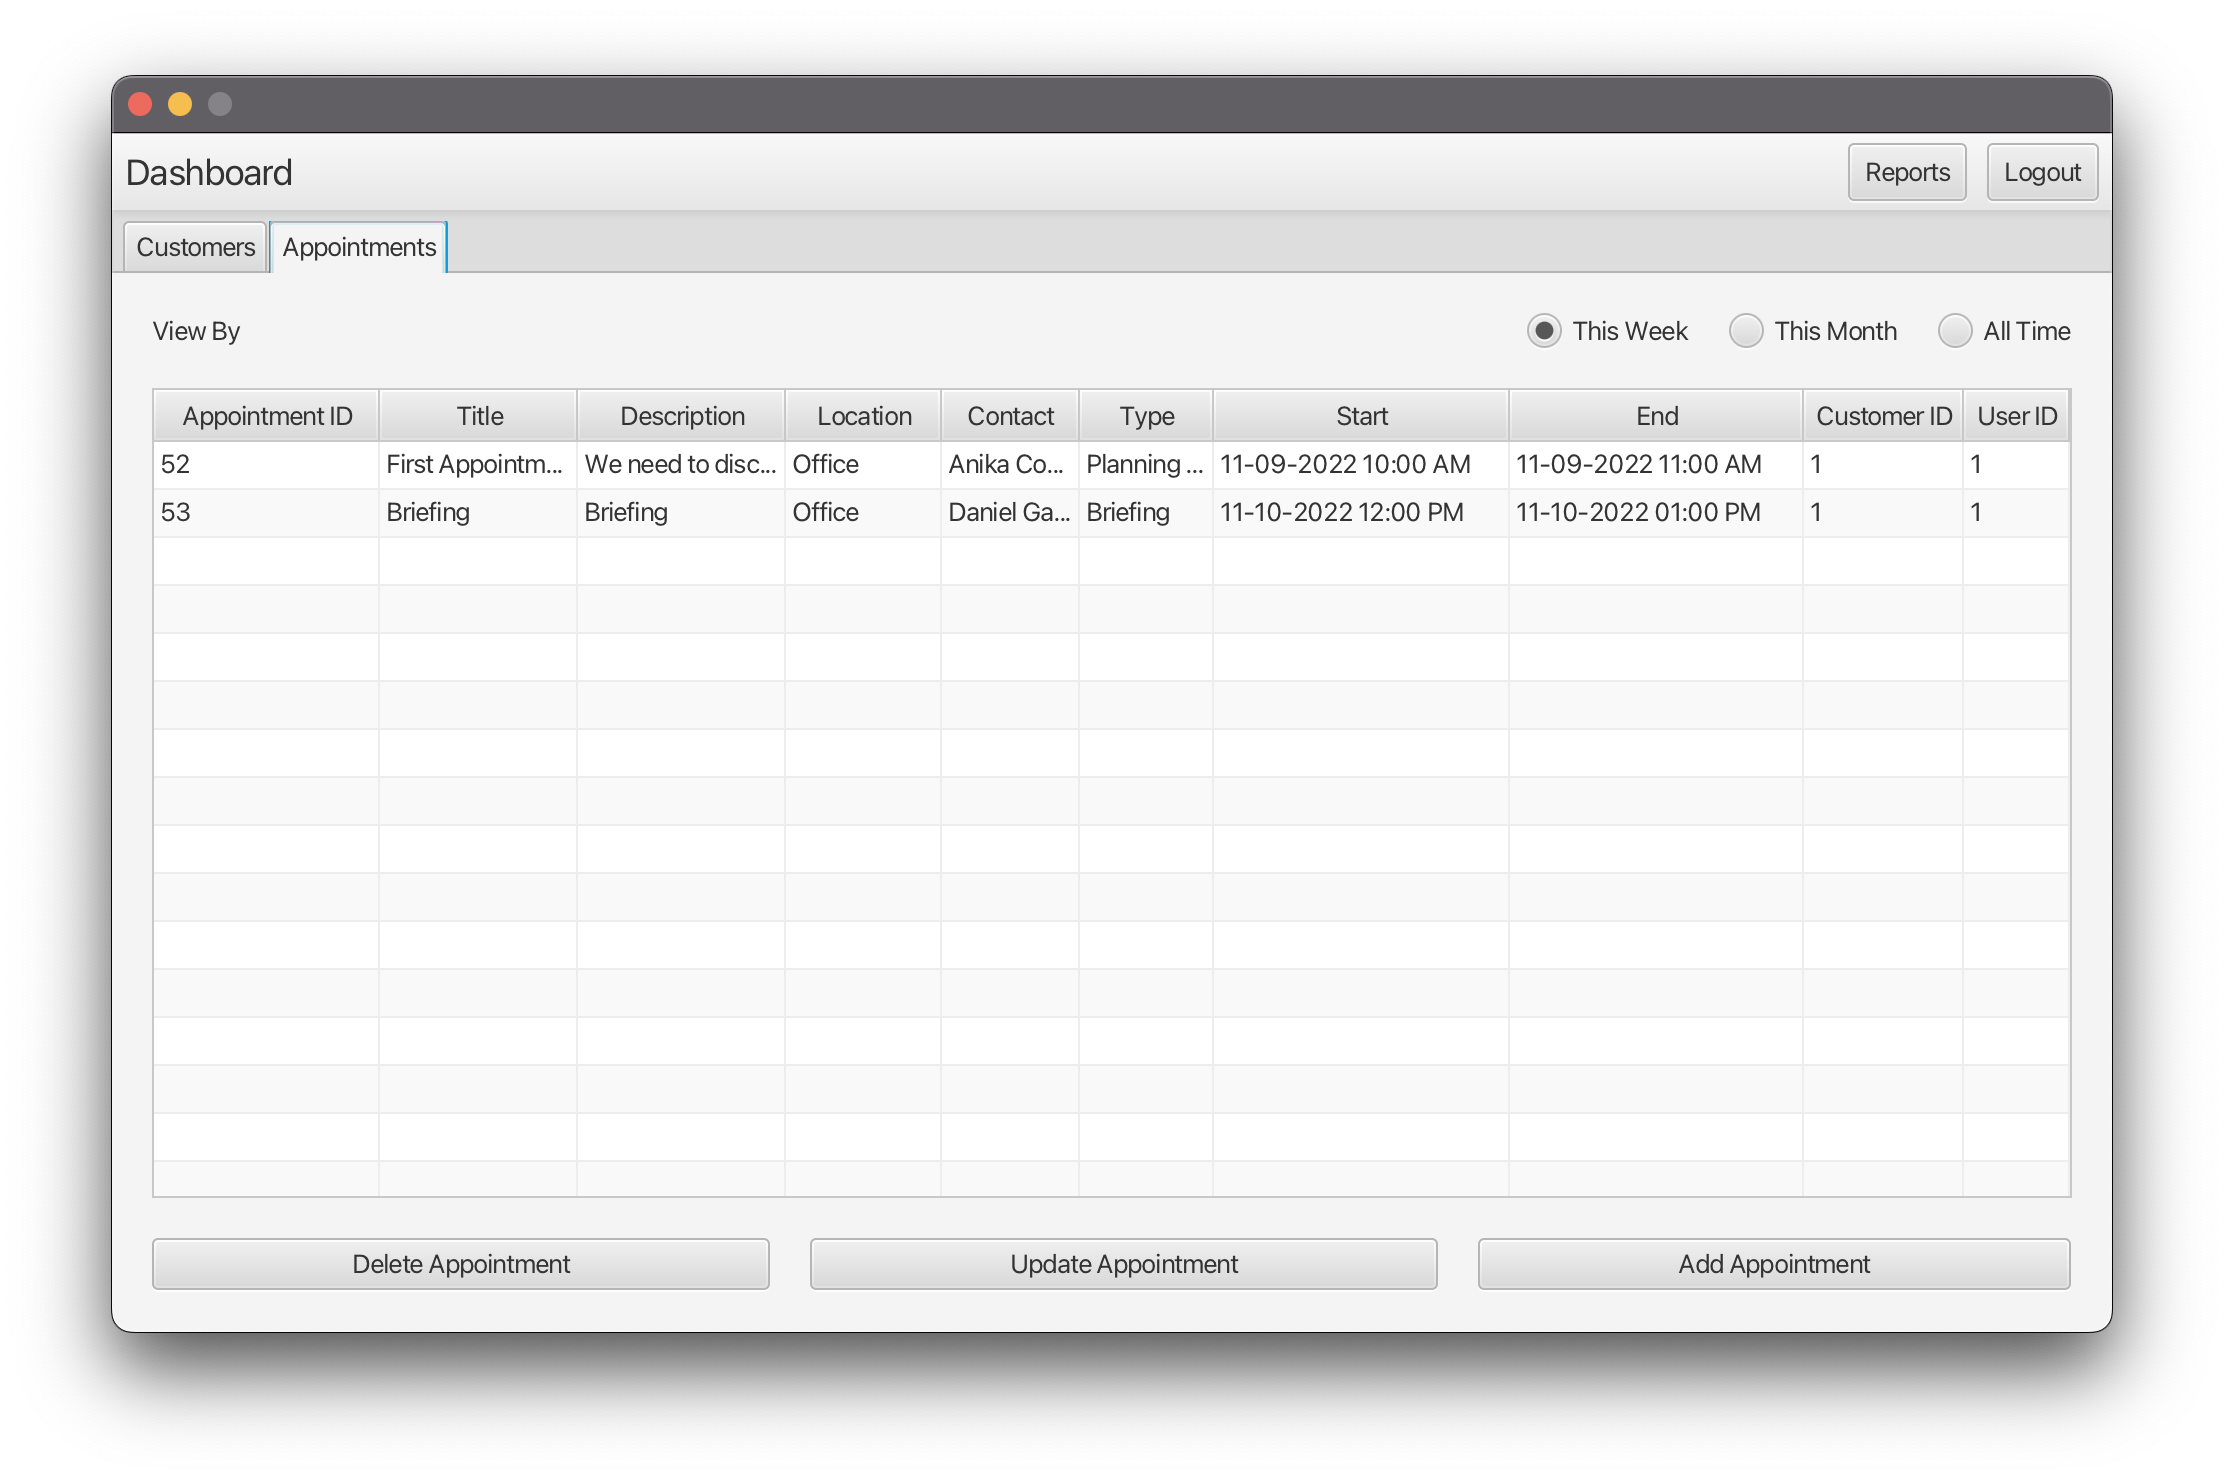 Dashboard Reports Logout
Customers Appointments
View By This Week This Month All Time
Appointment ID Title Description Location Contact Type Start End Customer ID User ID
52 First Appointm... We need to disc... Office Anika Co... Planning ... 11-09-2022 10:00 AM 11-09-2022 11:00 AM 1 1
53 Briefing Briefing Office Daniel Ga... Briefing 11-10-2022 12:00 PM 11-10-2022 01:00 PM 1 1
Delete Appointment Update Appointment Add Appointment